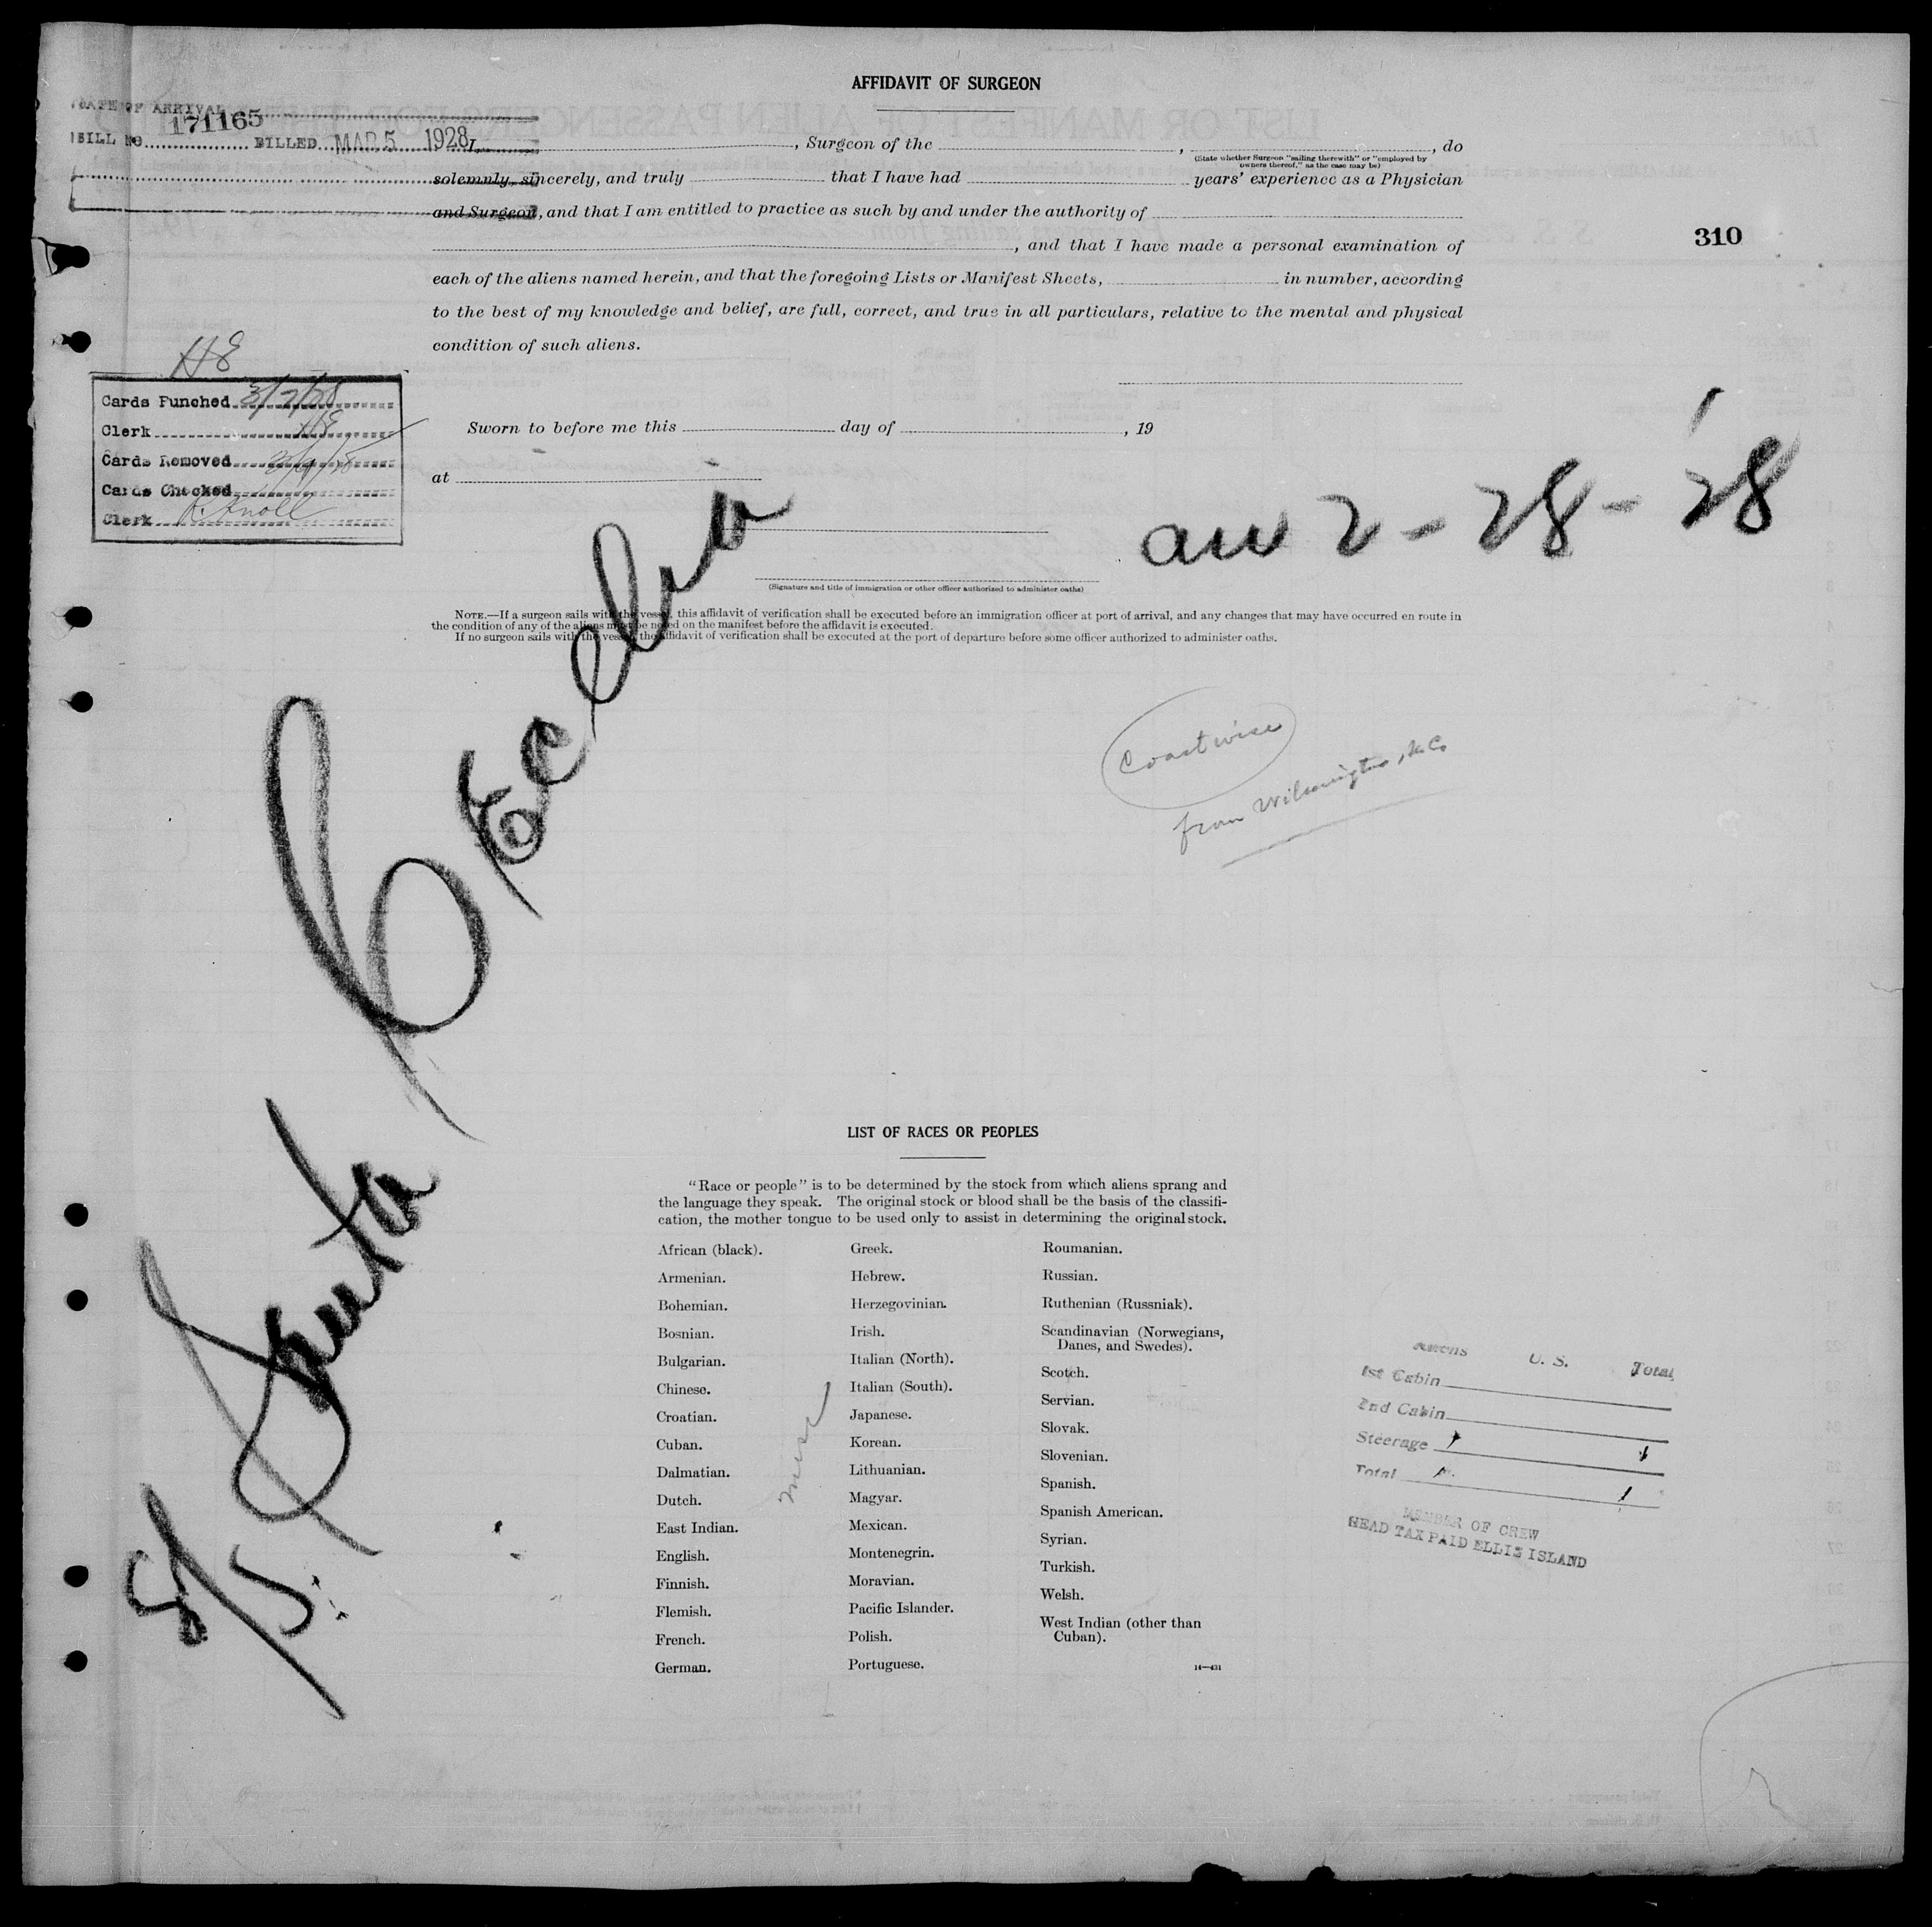 AFFIDAVIT OF SURGEON
DATE OF ARRIVAL
171165
BILL NO. BILLED MAR 5 1928
I, , Surgeon of the , , do
(State whether Surgeon "sailing therewith" or "employed by
owners thereof," as the case may be)
solemnly, sincerely, and truly that I have had years' experience as a Physician
and Surgeon, and that I am entitled to practice as such by and under the authority of
, and that I have made a personal examination of
310
each of the aliens named herein, and that the foregoing Lists or Manifest Sheets, in number, according
to the best of my knowledge and belief, are full, correct, and true in all particulars, relative to the mental and physical
condition of such aliens.
HE
Cards Punched 3/7/28
Clerk HE
Cards Removed
Cards Checked
Clerk K. Knoll
Sworn to before me this day of , 19
at
arr 2-28-28
(Signature and title of immigration or other officer authorized to administer oaths)
NOTE.—If a surgeon sails with the vessel, this affidavit of verification shall be executed before an immigration officer at port of arrival, and any changes that may have occurred en route in
the condition of any of the aliens must be noted on the manifest before the affidavit is executed.
If no surgeon sails with the vessel, the affidavit of verification shall be executed at the port of departure before some officer authorized to administer oaths.
S/S. Santa Cecelia
Coastwise
from Wilmington, N.C.
LIST OF RACES OR PEOPLES
"Race or people" is to be determined by the stock from which aliens sprang and
the language they speak. The original stock or blood shall be the basis of the classifi-
cation, the mother tongue to be used only to assist in determining the original stock.
African (black).
Armenian.
Bohemian.
Bosnian.
Bulgarian.
Chinese.
Croatian.
Cuban.
Dalmatian.
Dutch.
East Indian.
English.
Finnish.
Flemish.
French.
German.
Greek.
Hebrew.
Herzegovinian.
Irish.
Italian (North).
Italian (South).
Japanese.
Korean.
Lithuanian.
Magyar.
Mexican.
Montenegrin.
Moravian.
Pacific Islander.
Polish.
Portuguese.
Roumanian.
Russian.
Ruthenian (Russniak).
Scandinavian (Norwegians,
Danes, and Swedes).
Scotch.
Servian.
Slovak.
Slovenian.
Spanish.
Spanish American.
Syrian.
Turkish.
Welsh.
West Indian (other than
Cuban).
14—431
Aliens U. S. Total
1st Cabin
2nd Cabin
Steerage 1 1
Total 1 1
MEMBER OF CREW
HEAD TAX PAID ELLIS ISLAND